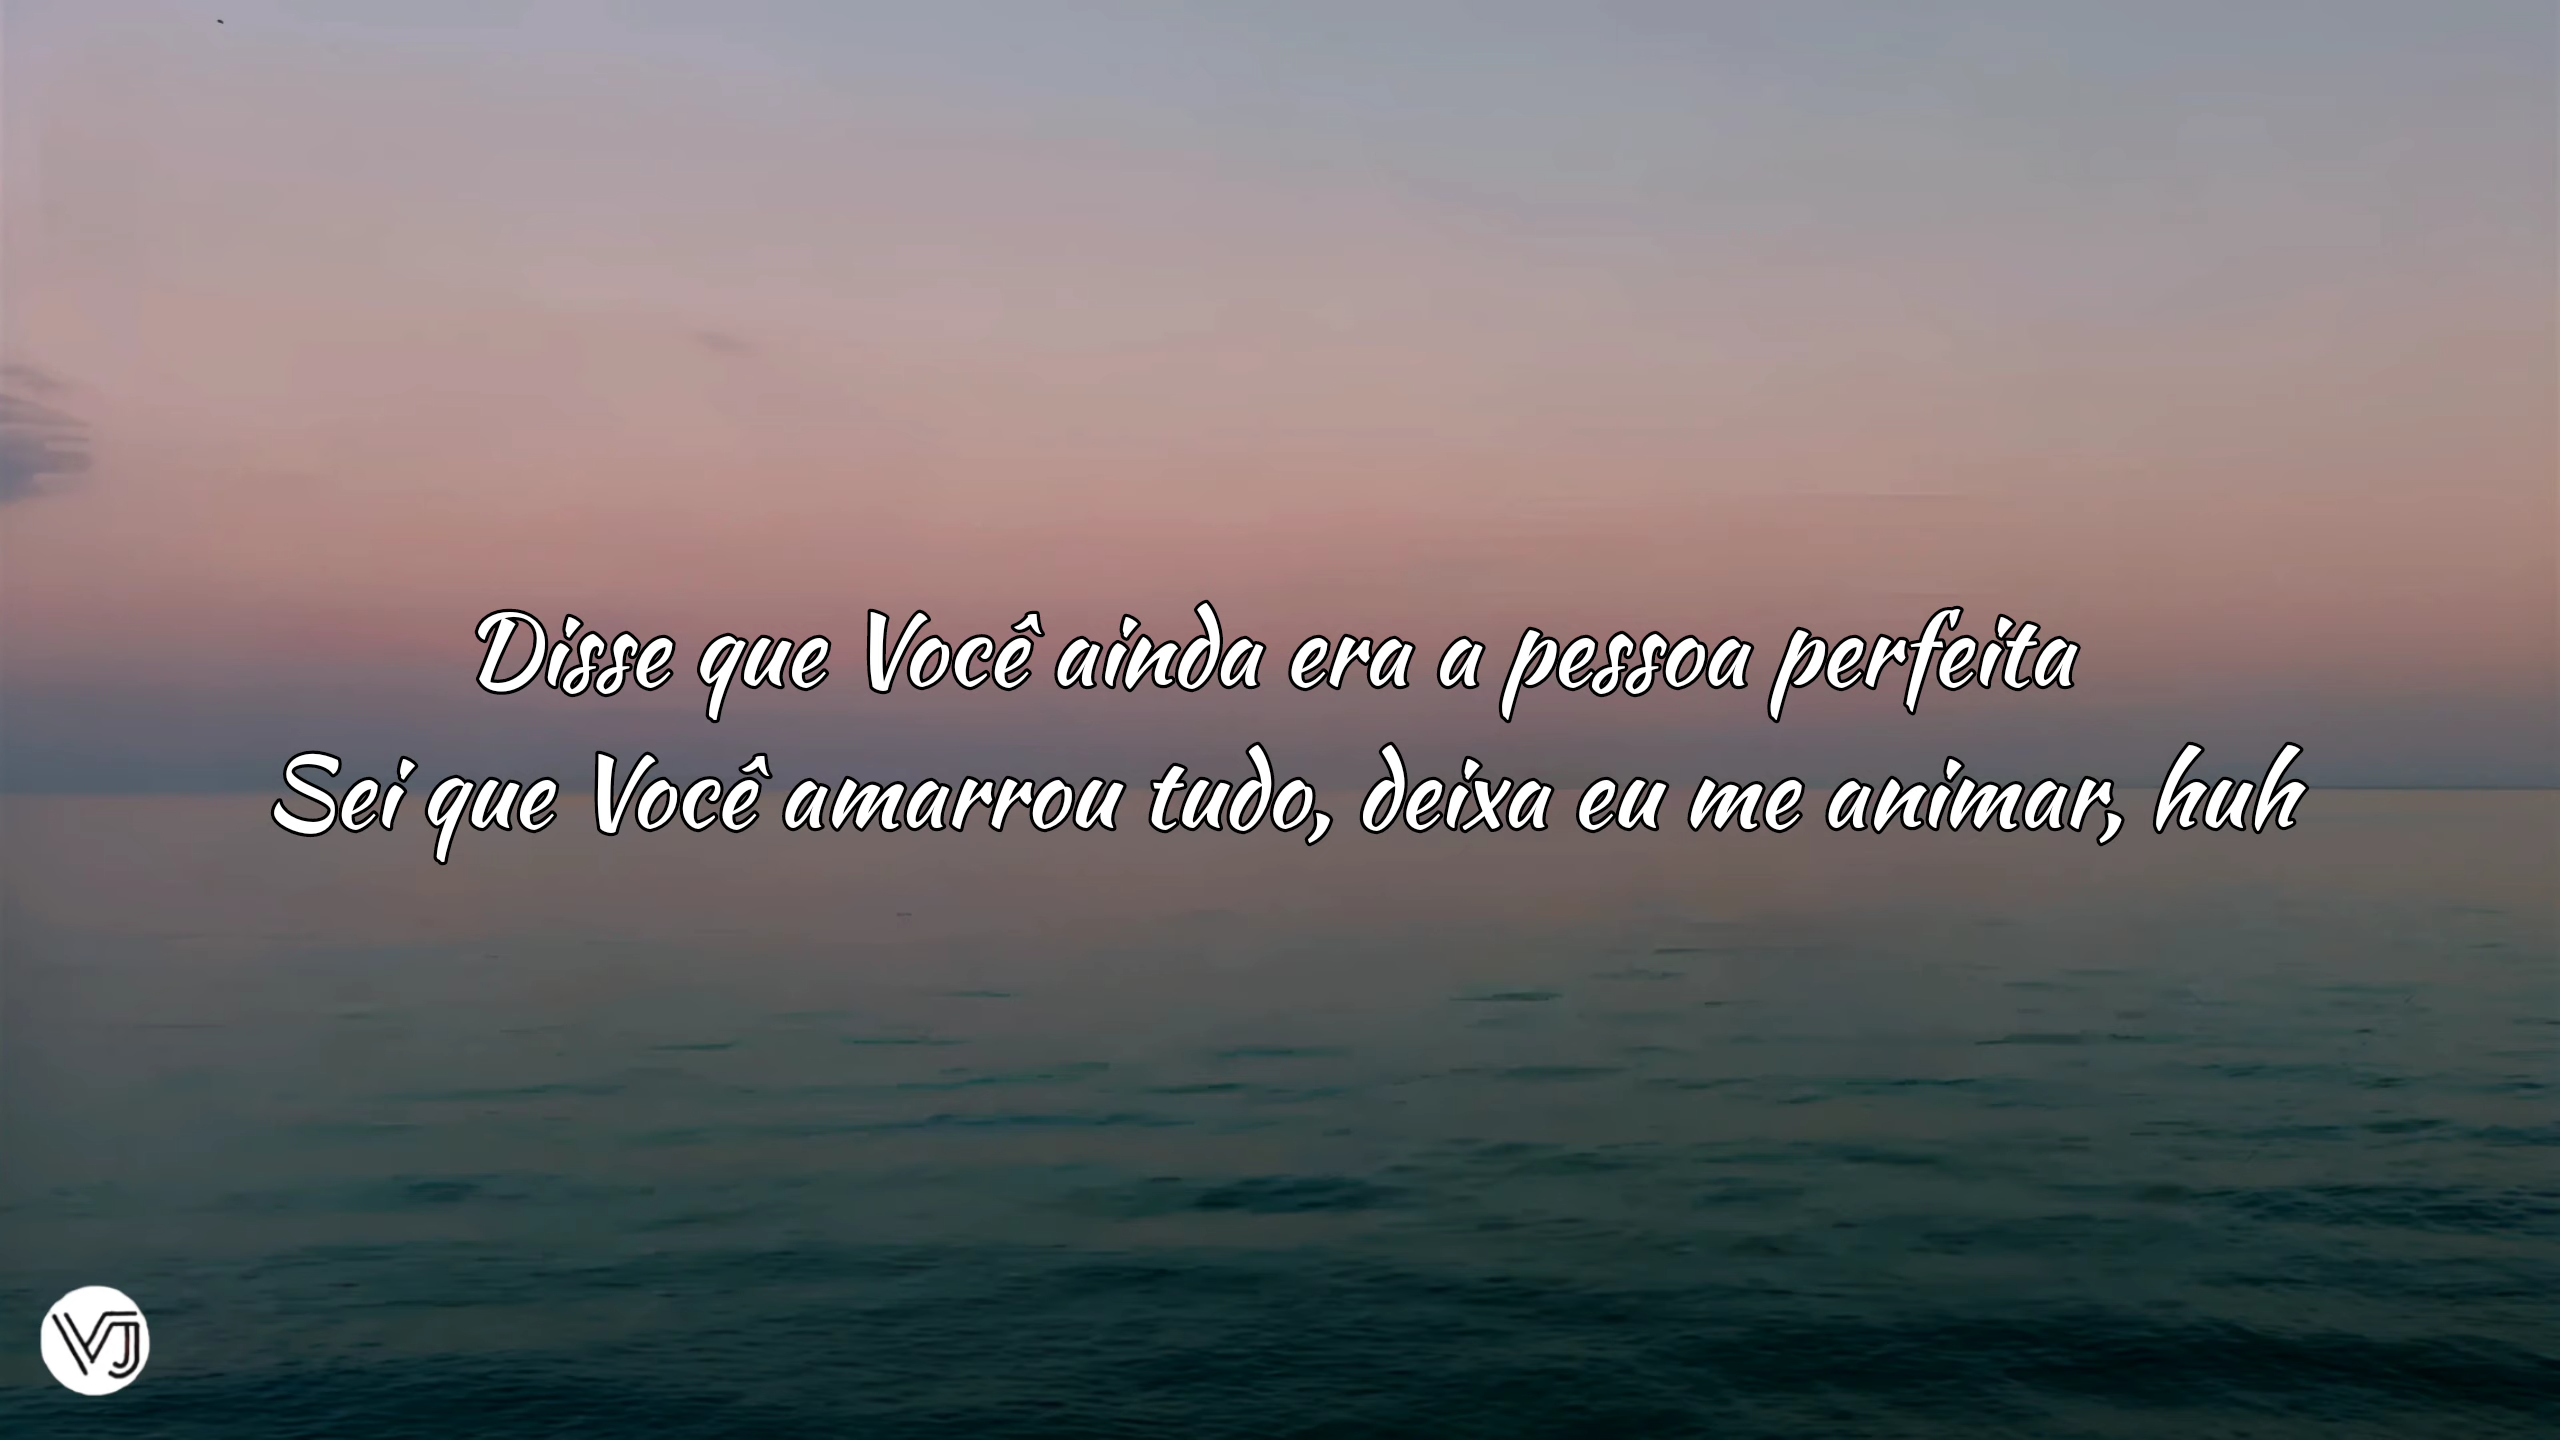 Disse que Você ainda era a pessoa perfeita
Sei que Você amarrou tudo, deixa eu me animar, huh
VJ